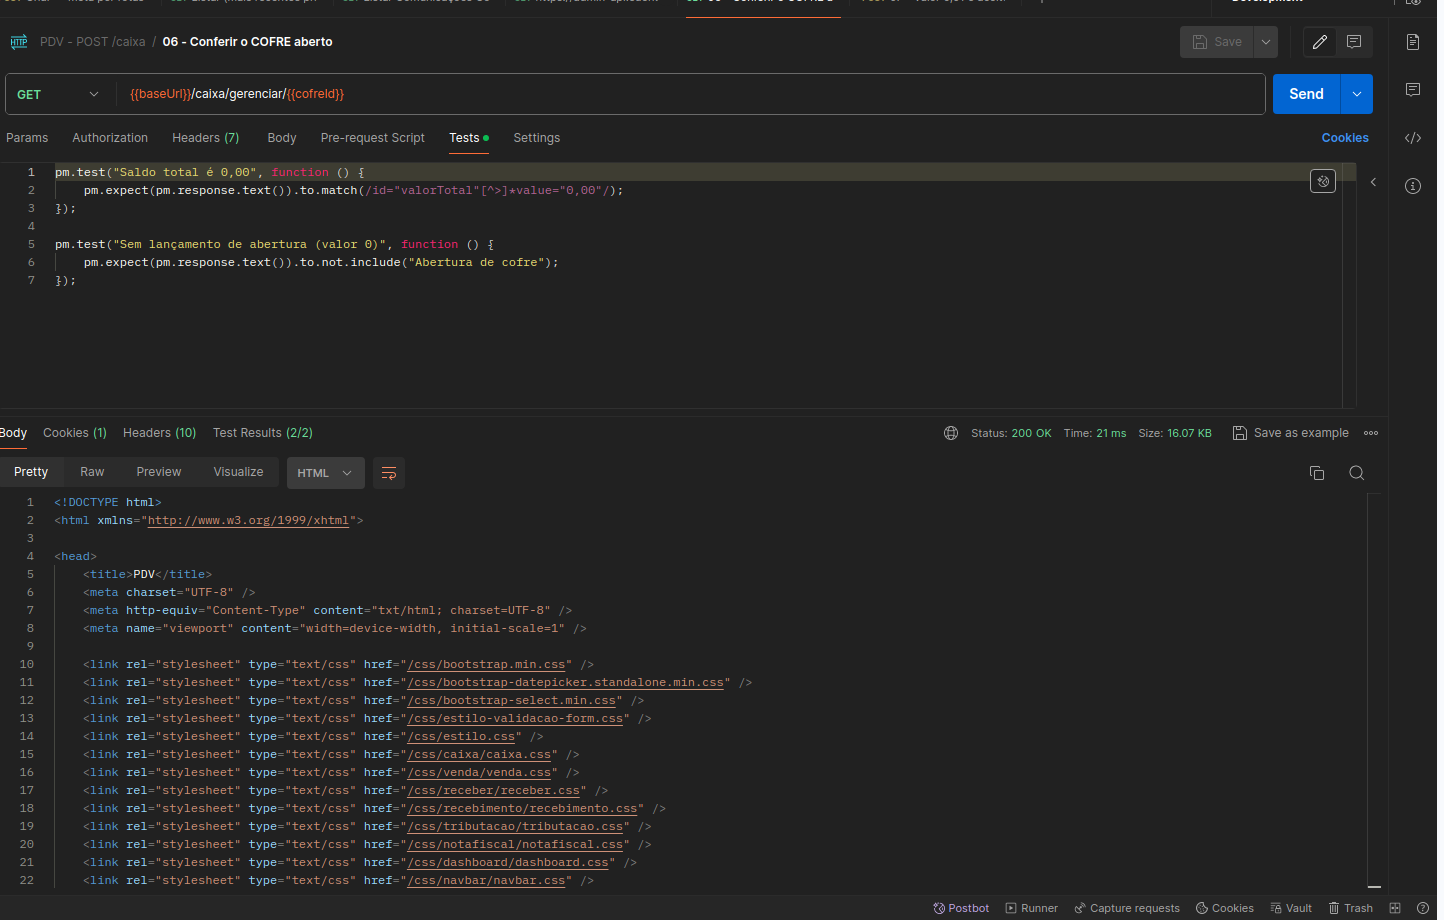 Development
PDV - POST /caixa / 06 - Conferir o COFRE aberto
Save
GET
{{baseUrl}}/caixa/gerenciar/{{cofreId}}
Send
Params Authorization Headers (7) Body Pre-request Script Tests Settings Cookies
1 pm.test("Saldo total é 0,00", function () {
2 pm.expect(pm.response.text()).to.match(/id="valorTotal"[^>]*value="0,00"/);
3 });
4
5 pm.test("Sem lançamento de abertura (valor 0)", function () {
6 pm.expect(pm.response.text()).to.not.include("Abertura de cofre");
7 });
Body Cookies (1) Headers (10) Test Results (2/2) Status: 200 OK Time: 21 ms Size: 16.07 KB Save as example
Pretty Raw Preview Visualize HTML
1 <!DOCTYPE html>
2 <html xmlns="http://www.w3.org/1999/xhtml">
3
4 <head>
5 <title>PDV</title>
6 <meta charset="UTF-8" />
7 <meta http-equiv="Content-Type" content="txt/html; charset=UTF-8" />
8 <meta name="viewport" content="width=device-width, initial-scale=1" />
9
10 <link rel="stylesheet" type="text/css" href="/css/bootstrap.min.css" />
11 <link rel="stylesheet" type="text/css" href="/css/bootstrap-datepicker.standalone.min.css" />
12 <link rel="stylesheet" type="text/css" href="/css/bootstrap-select.min.css" />
13 <link rel="stylesheet" type="text/css" href="/css/estilo-validacao-form.css" />
14 <link rel="stylesheet" type="text/css" href="/css/estilo.css" />
15 <link rel="stylesheet" type="text/css" href="/css/caixa/caixa.css" />
16 <link rel="stylesheet" type="text/css" href="/css/venda/venda.css" />
17 <link rel="stylesheet" type="text/css" href="/css/receber/receber.css" />
18 <link rel="stylesheet" type="text/css" href="/css/recebimento/recebimento.css" />
19 <link rel="stylesheet" type="text/css" href="/css/tributacao/tributacao.css" />
20 <link rel="stylesheet" type="text/css" href="/css/notafiscal/notafiscal.css" />
21 <link rel="stylesheet" type="text/css" href="/css/dashboard/dashboard.css" />
22 <link rel="stylesheet" type="text/css" href="/css/navbar/navbar.css" />
Postbot Runner Capture requests Cookies Vault Trash